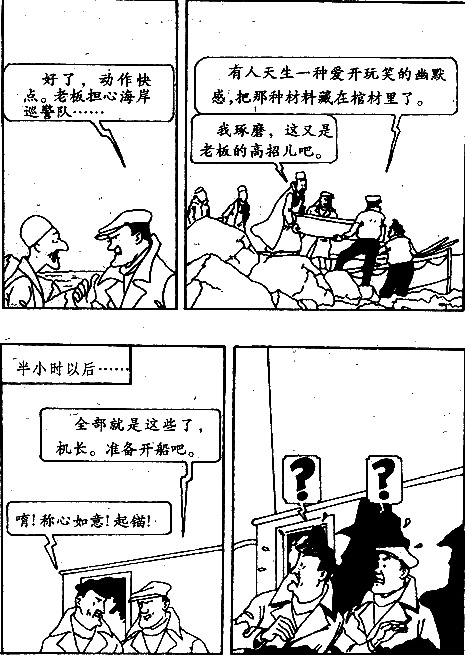 好了，动作快
点。老板担心海岸
巡警队……
有人天生一种爱开玩笑的幽默
感，把那种材料藏在棺材里了。
我琢磨，这又是
老板的高招儿吧。
半小时以后……
全部就是这些了，
机长。准备开船吧。
唷！称心如意！起锚！
?
?